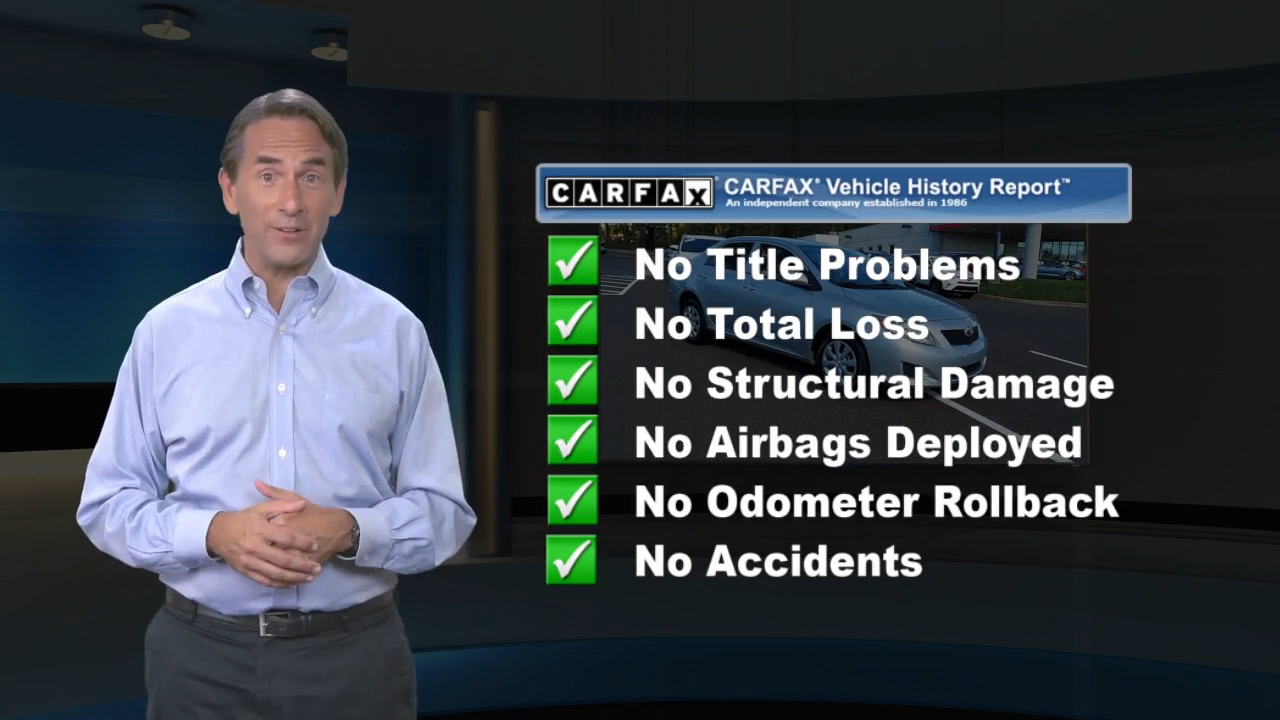 CARFAX CARFAX® Vehicle History Report™
An independent company established in 1986
No Title Problems
No Total Loss
No Structural Damage
No Airbags Deployed
No Odometer Rollback
No Accidents